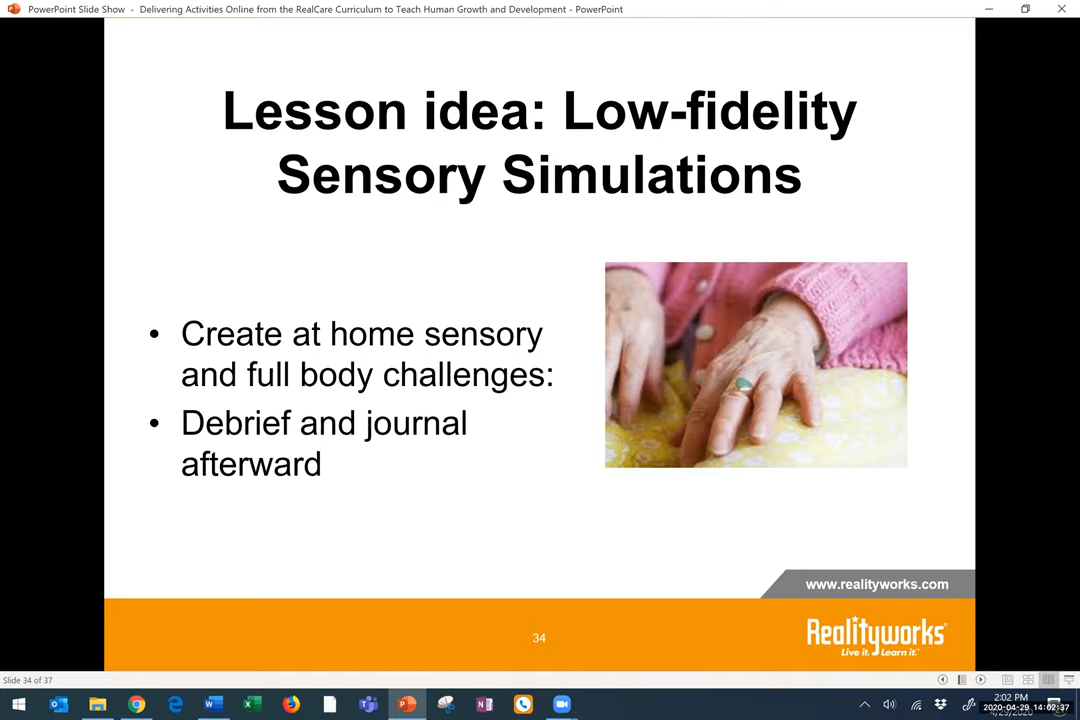 PowerPoint Slide Show - Delivering Activities Online from the RealCare Curriculum to Teach Human Growth and Development - PowerPoint
Lesson idea: Low-fidelity
Sensory Simulations
• Create at home sensory
and full body challenges:
• Debrief and journal
afterward
www.realityworks.com
34
Realityworks
Live it. Learn it.™
Slide 34 of 37
2:02 PM
2020-04-29 14:02:37